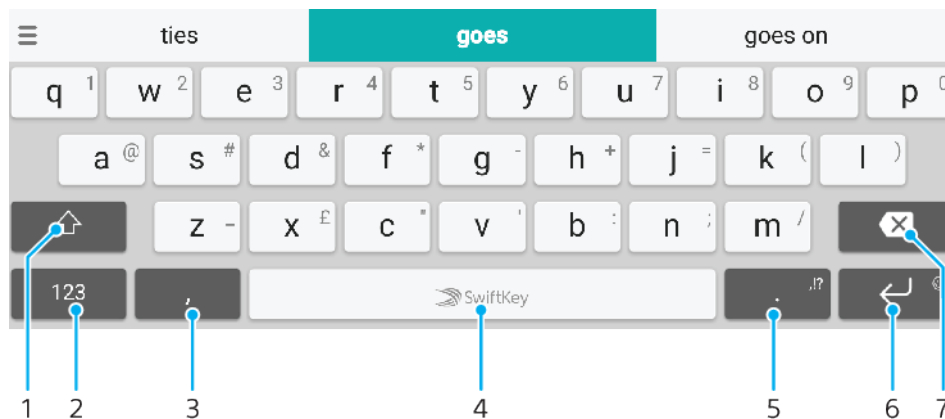 ties goes goes on
q 1 w 2 e 3 r 4 t 5 y 6 u 7 i 8 o 9 p 0
a @ s # d & f * g - h + j = k ( l )
z _ x £ c " v ' b : n ; m /
123 , SwiftKey . ,!?
1 2 3 4 5 6 7